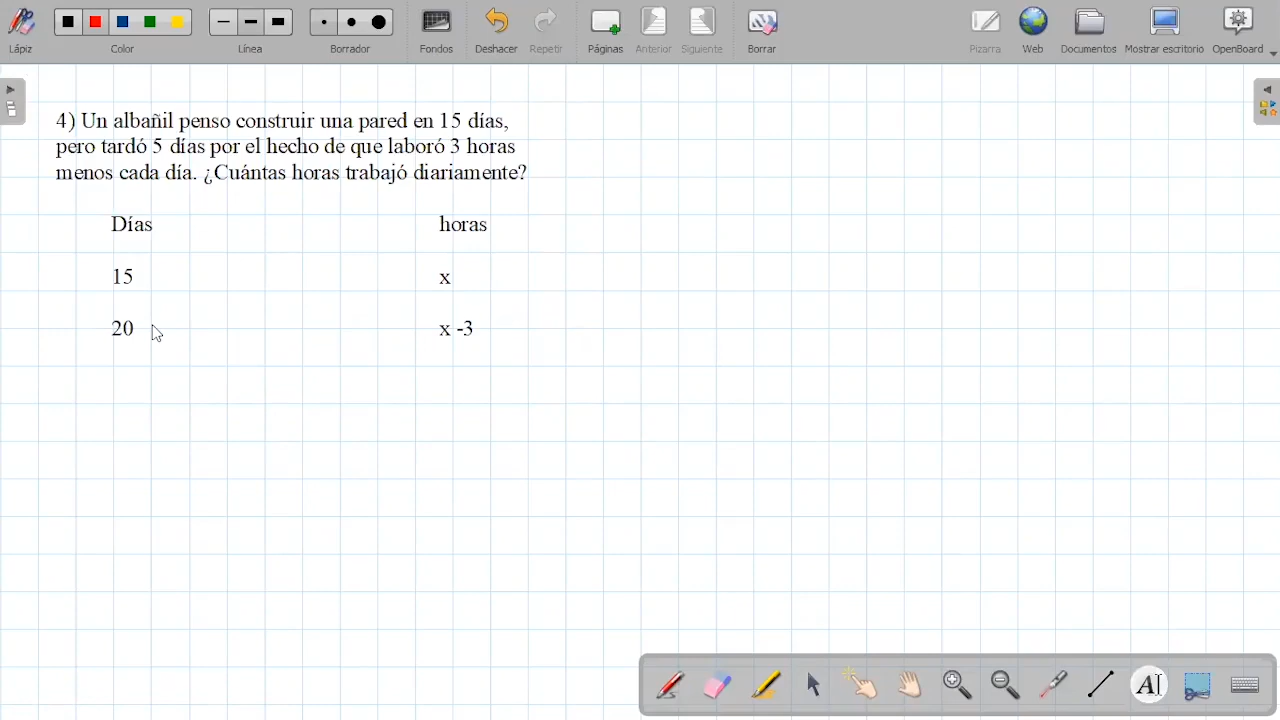 Lápiz
Color
Línea
Borrador
Fondos
Deshacer
Repetir
Páginas
Anterior
Siguiente
Borrar
Pizarra
Web
Documentos
Mostrar escritorio
OpenBoard
4) Un albañil penso construir una pared en 15 días,
pero tardó 5 días por el hecho de que laboró 3 horas
menos cada día. ¿Cuántas horas trabajó diariamente?
Días horas
15 x
20 x -3